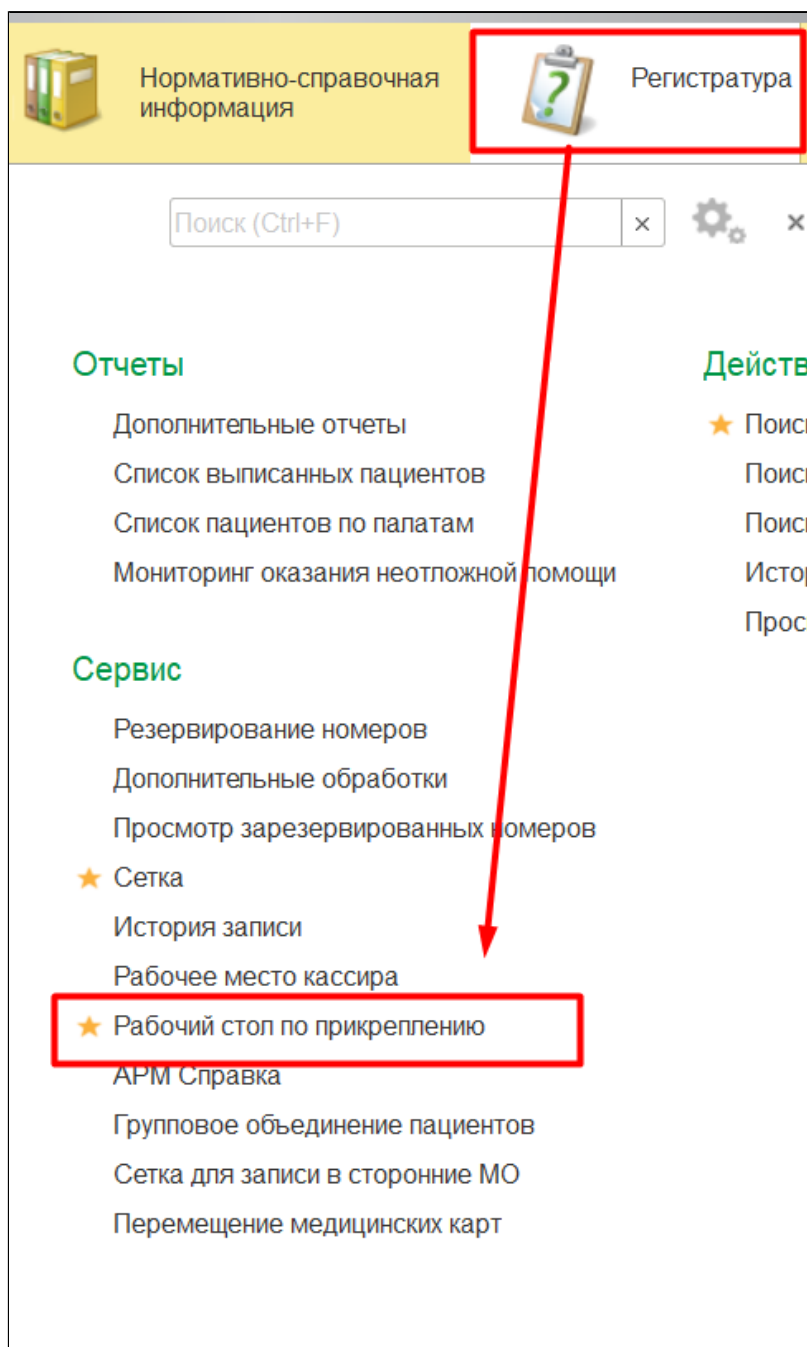 Нормативно-справочная
информация
Регистратура
Поиск (Ctrl+F)
Отчеты
Дополнительные отчеты
Список выписанных пациентов
Список пациентов по палатам
Мониторинг оказания неотложной помощи
Сервис
Резервирование номеров
Дополнительные обработки
Просмотр зарезервированных номеров
Сетка
История записи
Рабочее место кассира
Рабочий стол по прикреплению
АРМ Справка
Групповое объединение пациентов
Сетка для записи в сторонние МО
Перемещение медицинских карт